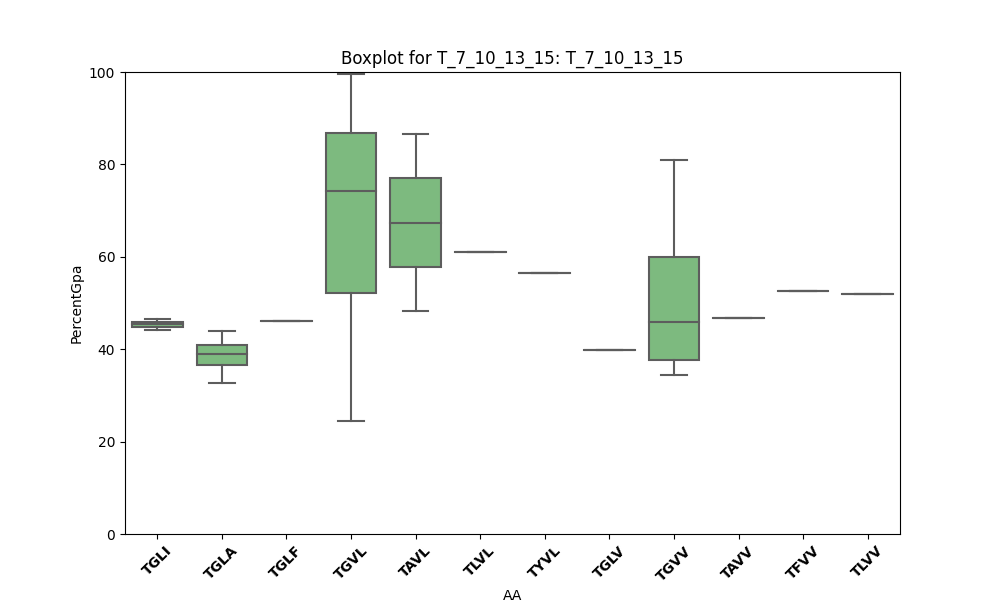 Boxplot for T_7_10_13_15: T_7_10_13_15
PercentGpa
100
80
60
40
20
0
TGLI TGLA TGLF TGVL TAVL TLVL TYVL TGLV TGVV TAVV TFVV TLVV
AA